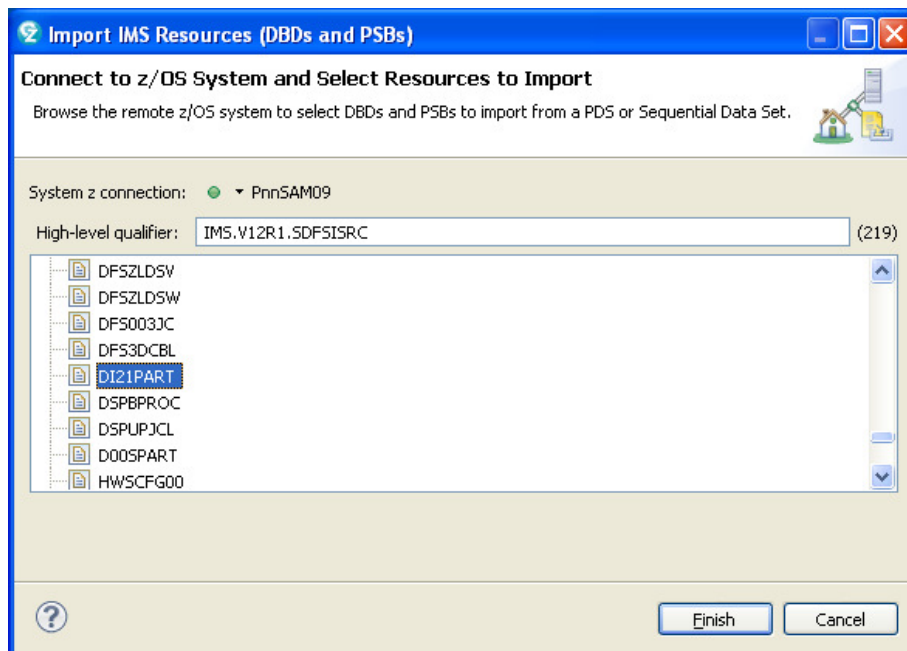 Import IMS Resources (DBDs and PSBs)
Connect to z/OS System and Select Resources to Import
Browse the remote z/OS system to select DBDs and PSBs to import from a PDS or Sequential Data Set.
System z connection: PnnSAM09
High-level qualifier: IMS.V12R1.SDFSISRC (219)
DFSZLDSV
DFSZLDSW
DFS003JC
DFS3DCBL
DI21PART
DSPBPROC
DSPUPJCL
D00SPART
HWSCFG00
? Finish Cancel